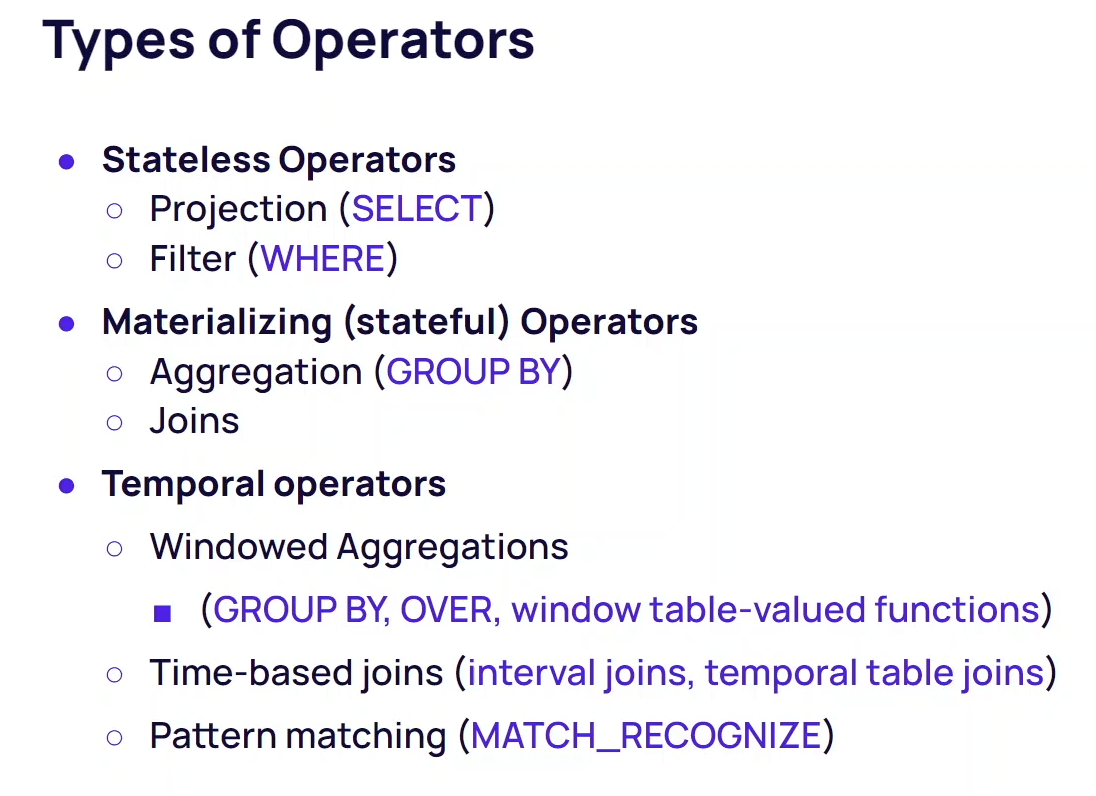 Types of Operators
● Stateless Operators
○ Projection (SELECT)
○ Filter (WHERE)
● Materializing (stateful) Operators
○ Aggregation (GROUP BY)
○ Joins
● Temporal operators
○ Windowed Aggregations
■ (GROUP BY, OVER, window table-valued functions)
○ Time-based joins (interval joins, temporal table joins)
○ Pattern matching (MATCH_RECOGNIZE)